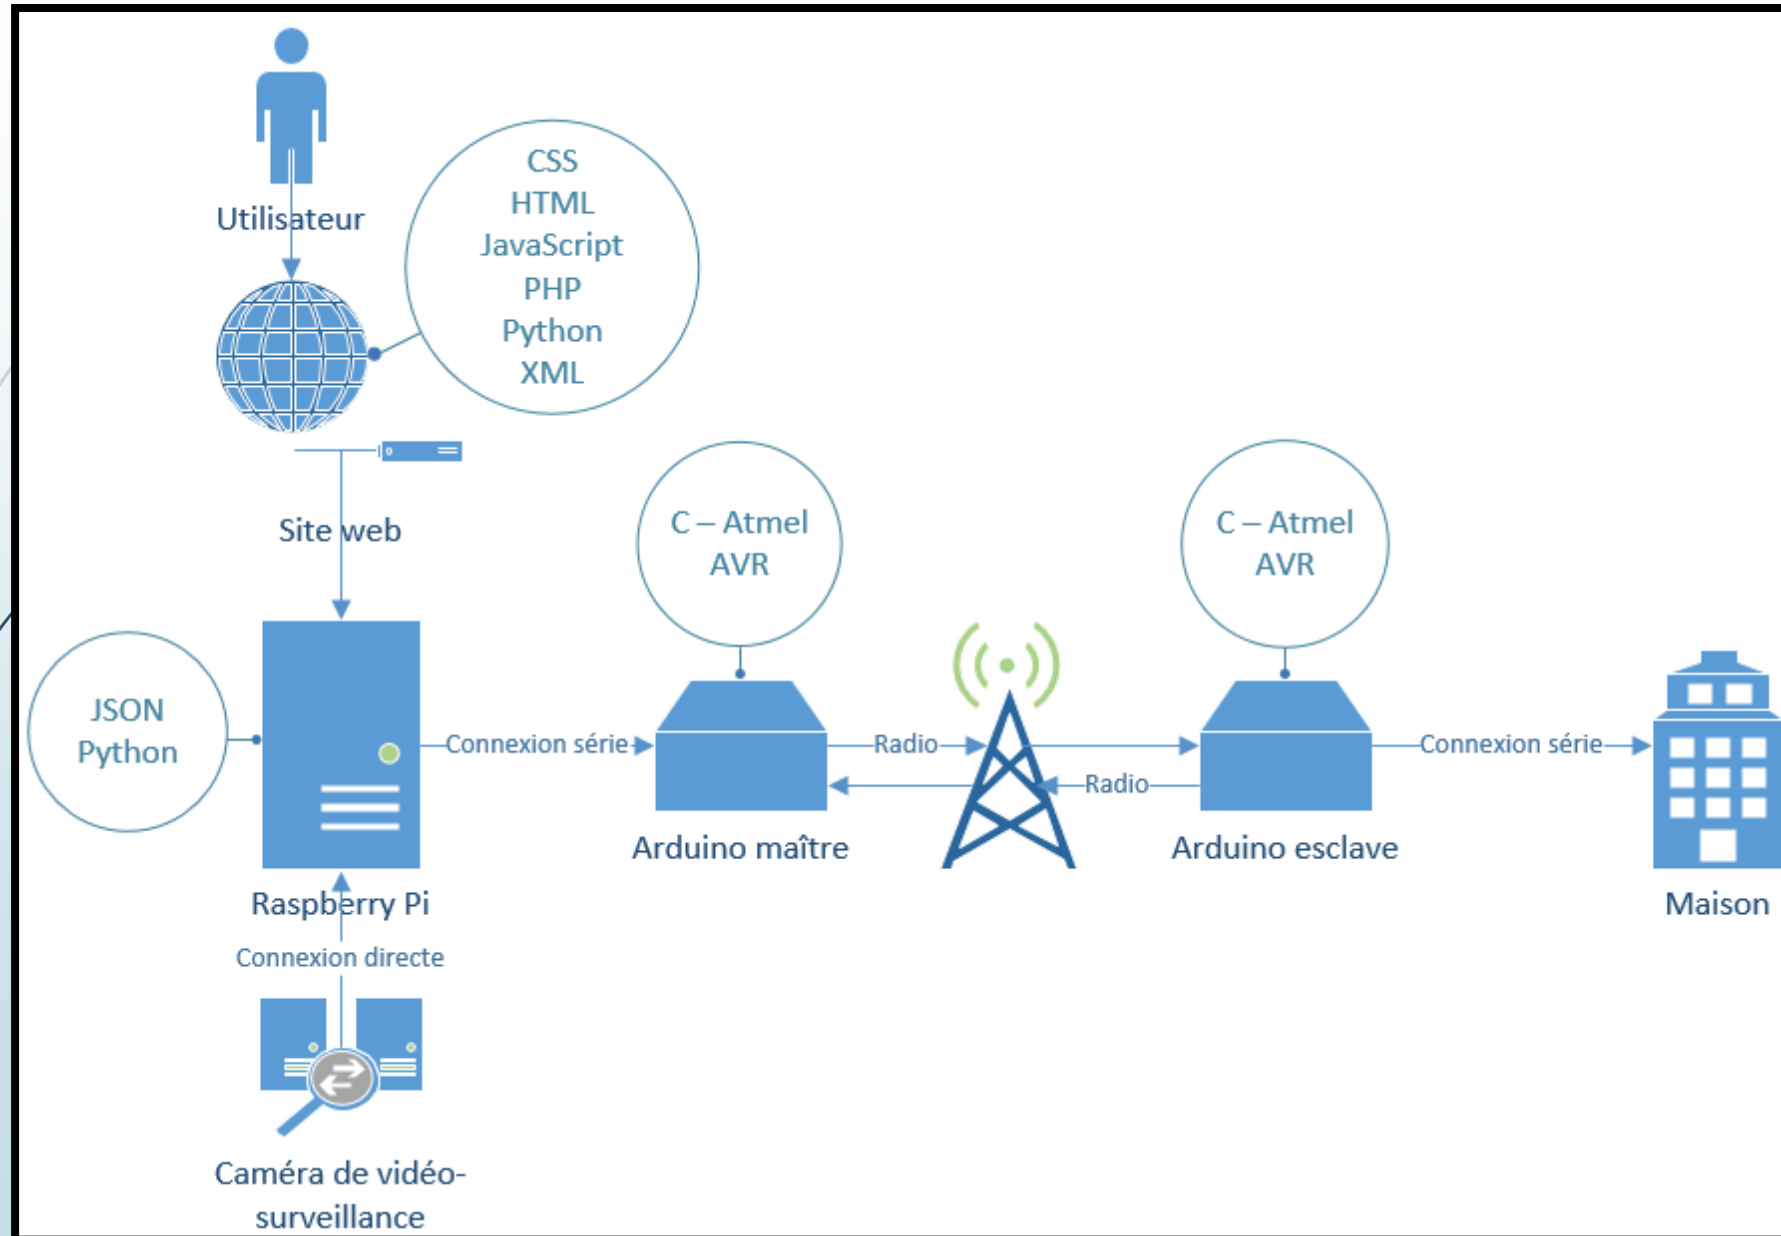 Utilisateur
CSS
HTML
JavaScript
PHP
Python
XML
Site web
C – Atmel
AVR
C – Atmel
AVR
JSON
Python
Connexion série
Radio
Radio
Connexion série
Arduino maître
Arduino esclave
Raspberry Pi
Maison
Connexion directe
Caméra de vidéo-
surveillance